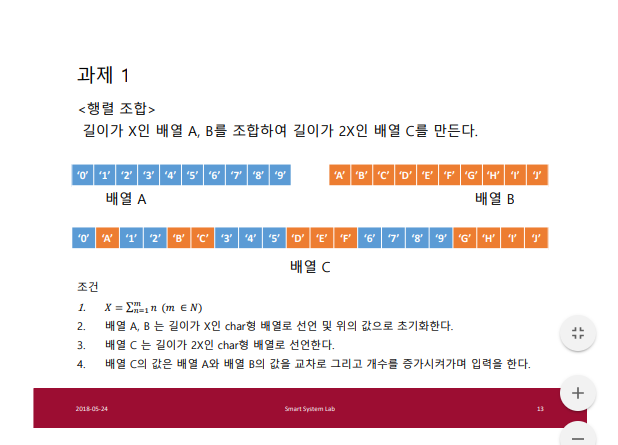 과제 1
<행렬 조합>
길이가 X인 배열 A, B를 조합하여 길이가 2X인 배열 C를 만든다.
‘0’ ‘1’ ‘2’ ‘3’ ‘4’ ‘5’ ‘6’ ‘7’ ‘8’ ‘9’
‘A’ ‘B’ ‘C’ ‘D’ ‘E’ ‘F’ ‘G’ ‘H’ ‘I’ ‘J’
배열 A
배열 B
‘0’ ‘A’ ‘1’ ‘2’ ‘B’ ‘C’ ‘3’ ‘4’ ‘5’ ‘D’ ‘E’ ‘F’ ‘6’ ‘7’ ‘8’ ‘9’ ‘G’ ‘H’ ‘I’ ‘J’
배열 C
조건
1. X = ∑ᵐₙ₌₁ n (m ∈ N)
2. 배열 A, B 는 길이가 X인 char형 배열로 선언 및 위의 값으로 초기화한다.
3. 배열 C 는 길이가 2X인 char형 배열로 선언한다.
4. 배열 C의 값은 배열 A와 배열 B의 값을 교차로 그리고 개수를 증가시켜가며 입력을 한다.
2018-05-24
Smart System Lab
13